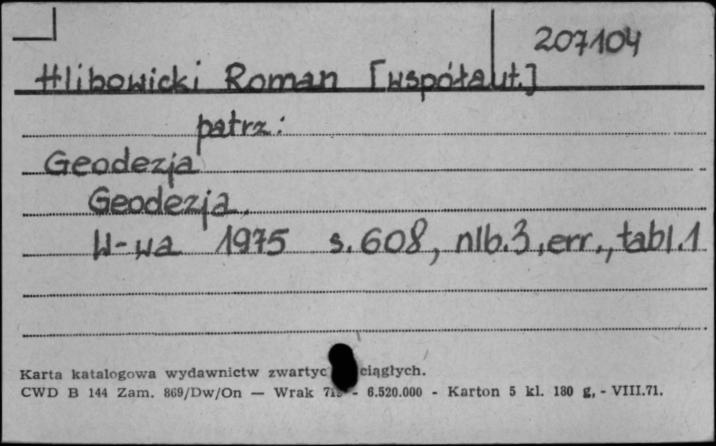 207104
Hlibowicki Roman [współaut.]
patrz:
Geodezja
Geodezja.
W-wa 1975 s. 608, nlb. 3, err., tabl. 1
Karta katalogowa wydawnictw ciągłych.
CWD B 144 Zam. 869/Dw/On — Wrak - 6.520.000 - Karton 5 kl. 180 g, - VIII.71.